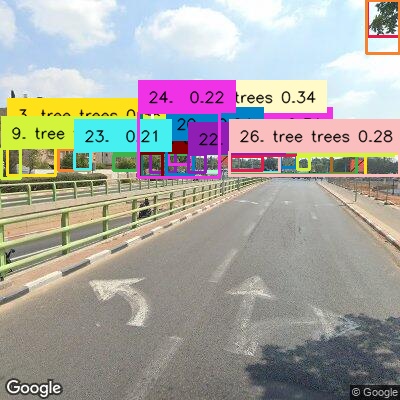 24. 0.22
trees 0.34
3. tree trees
9. tree
23. 0.21
20.
22.
26. tree trees 0.28
Google
© Google